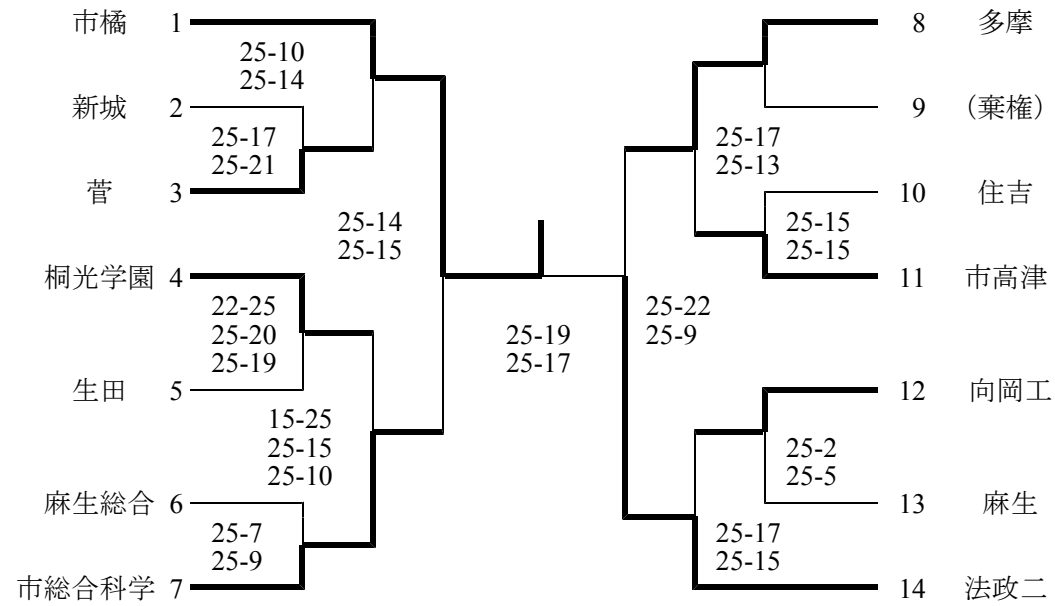 市橘 1
25-10
25-14
新城 2
25-17
25-21
菅 3
25-14
25-15
桐光学園 4
22-25
25-20
25-19
生田 5
15-25
25-15
25-10
麻生総合 6
25-7
25-9
市総合科学 7
25-19
25-17
8 多摩
9 (棄権)
25-17
25-13
10 住吉
25-15
25-15
11 市高津
25-22
25-9
12 向岡工
25-2
25-5
13 麻生
25-17
25-15
14 法政二